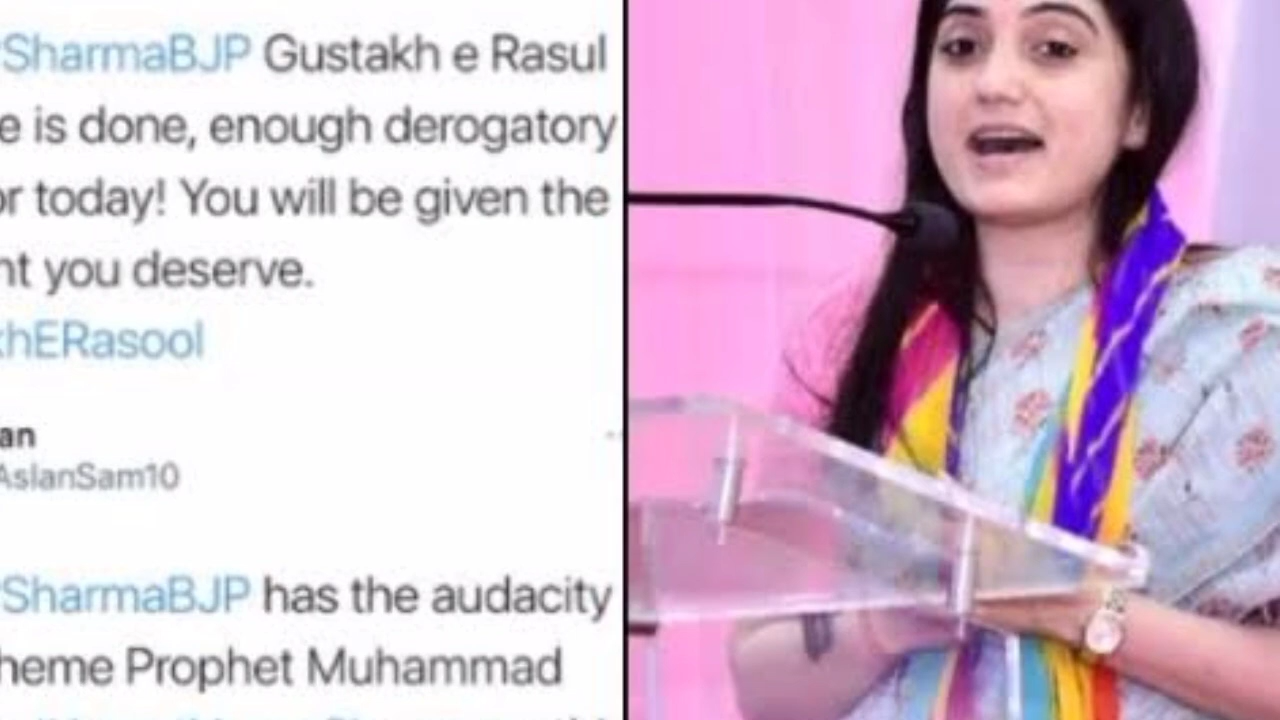 SharmaBJP Gustakh e Rasul
e is done, enough derogatory
or today! You will be given the
nt you deserve.
khERasool
an
AslanSam10
SharmaBJP has the audacity
heme Prophet Muhammad